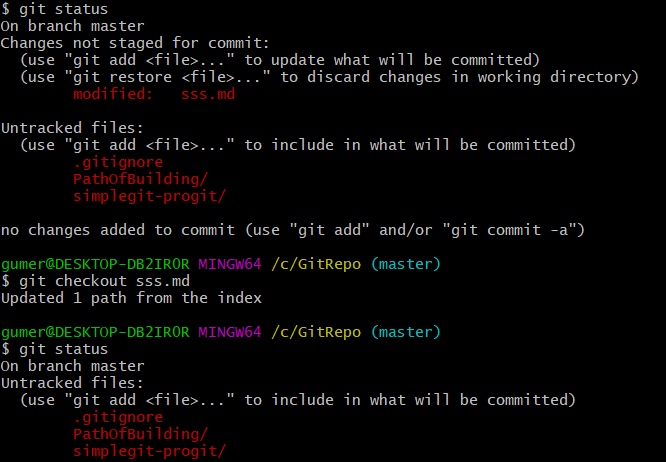 $ git status
On branch master
Changes not staged for commit:
  (use "git add <file>..." to update what will be committed)
  (use "git restore <file>..." to discard changes in working directory)
        modified:   sss.md

Untracked files:
  (use "git add <file>..." to include in what will be committed)
        .gitignore
        PathOfBuilding/
        simplegit-progit/

no changes added to commit (use "git add" and/or "git commit -a")

gumer@DESKTOP-DB2IROR MINGW64 /c/GitRepo (master)
$ git checkout sss.md
Updated 1 path from the index

gumer@DESKTOP-DB2IROR MINGW64 /c/GitRepo (master)
$ git status
On branch master
Untracked files:
  (use "git add <file>..." to include in what will be committed)
        .gitignore
        PathOfBuilding/
        simplegit-progit/